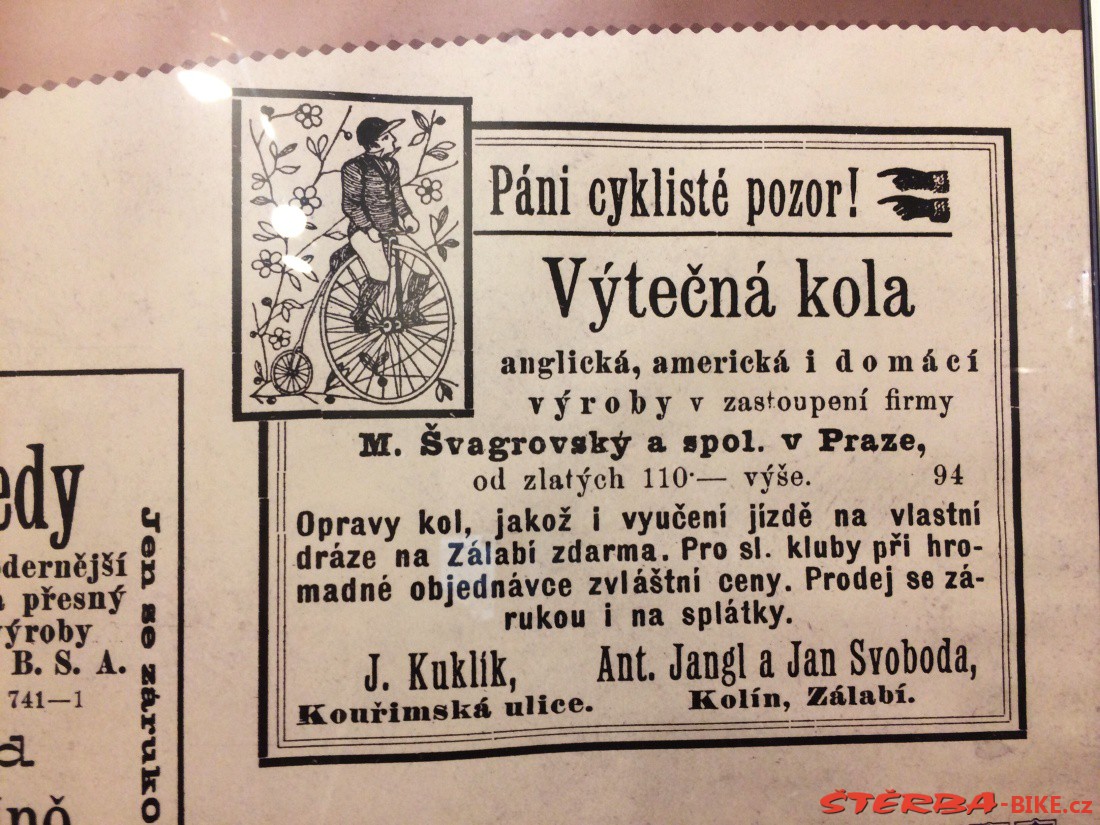 Páni cyklisté pozor!
Výtečná kola
anglická, americká i domácí
výroby v zastoupení firmy
M. Švagrovský a spol. v Praze,
od zlatých 110·— výše. 94
Opravy kol, jakož i vyučení jízdě na vlastní
dráze na Zálabí zdarma. Pro sl. kluby při hro-
madné objednávce zvláštní ceny. Prodej se zá-
rukou i na splátky.
J. Kuklík,
Kouřimská ulice.
Ant. Jangl a Jan Svoboda,
Kolín, Zálabí.
edy
dernější
a přesný
výroby
B. S. A.
741—1
a
Jen se záruko
ŠTĚRBA-BIKE.cz